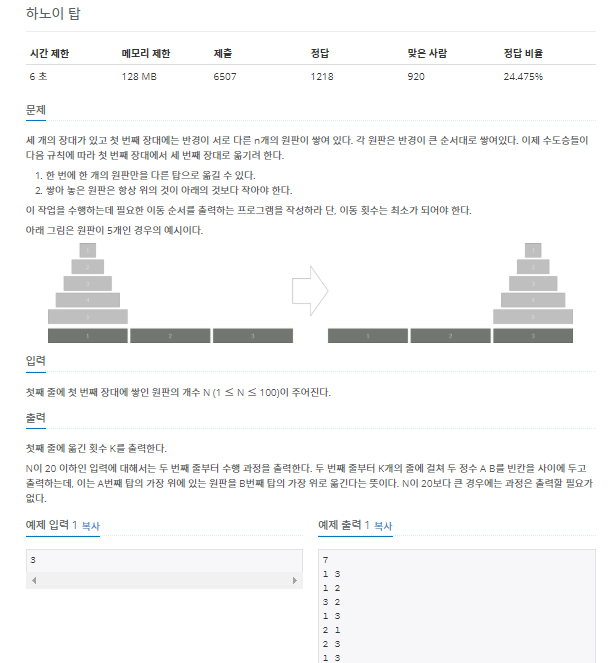 하노이 탑
시간 제한 메모리 제한 제출 정답 맞은 사람 정답 비율
6 초 128 MB 6507 1218 920 24.475%
문제
세 개의 장대가 있고 첫 번째 장대에는 반경이 서로 다른 n개의 원판이 쌓여 있다. 각 원판은 반경이 큰 순서대로 쌓여있다. 이제 수도승들이
다음 규칙에 따라 첫 번째 장대에서 세 번째 장대로 옮기려 한다.
1. 한 번에 한 개의 원판만을 다른 탑으로 옮길 수 있다.
2. 쌓아 놓은 원판은 항상 위의 것이 아래의 것보다 작아야 한다.
이 작업을 수행하는데 필요한 이동 순서를 출력하는 프로그램을 작성하라 단, 이동 횟수는 최소가 되어야 한다.
아래 그림은 원판이 5개인 경우의 예시이다.
1 1
2 2
3 3
4 4
5 5
1 2 3 1 2 3
입력
첫째 줄에 첫 번째 장대에 쌓인 원판의 개수 N (1 ≤ N ≤ 100)이 주어진다.
출력
첫째 줄에 옮긴 횟수 K를 출력한다.
N이 20 이하인 입력에 대해서는 두 번째 줄부터 수행 과정을 출력한다. 두 번째 줄부터 K개의 줄에 걸쳐 두 정수 A B를 빈칸을 사이에 두고
출력하는데, 이는 A번째 탑의 가장 위에 있는 원판을 B번째 탑의 가장 위로 옮긴다는 뜻이다. N이 20보다 큰 경우에는 과정은 출력할 필요가
없다.
예제 입력 1 복사
3
예제 출력 1 복사
7
1 3
1 2
3 2
1 3
2 1
2 3
1 3